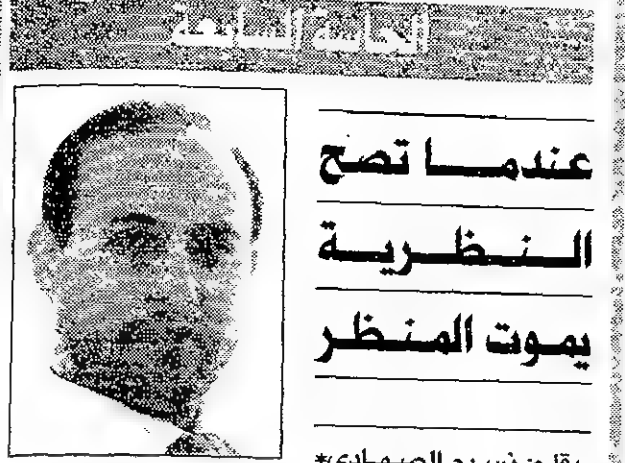 الحاسة السابعة
عندما تصح
النظرية
يموت المنظر